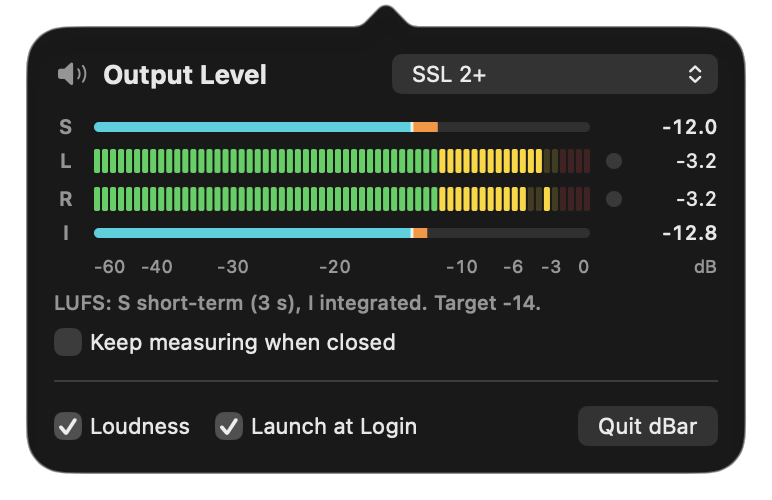 Output Level SSL 2+
S -12.0
L -3.2
R -3.2
I -12.8
-60 -40 -30 -20 -10 -6 -3 0 dB
LUFS: S short-term (3 s), I integrated. Target -14.
Keep measuring when closed
Loudness Launch at Login Quit dBar